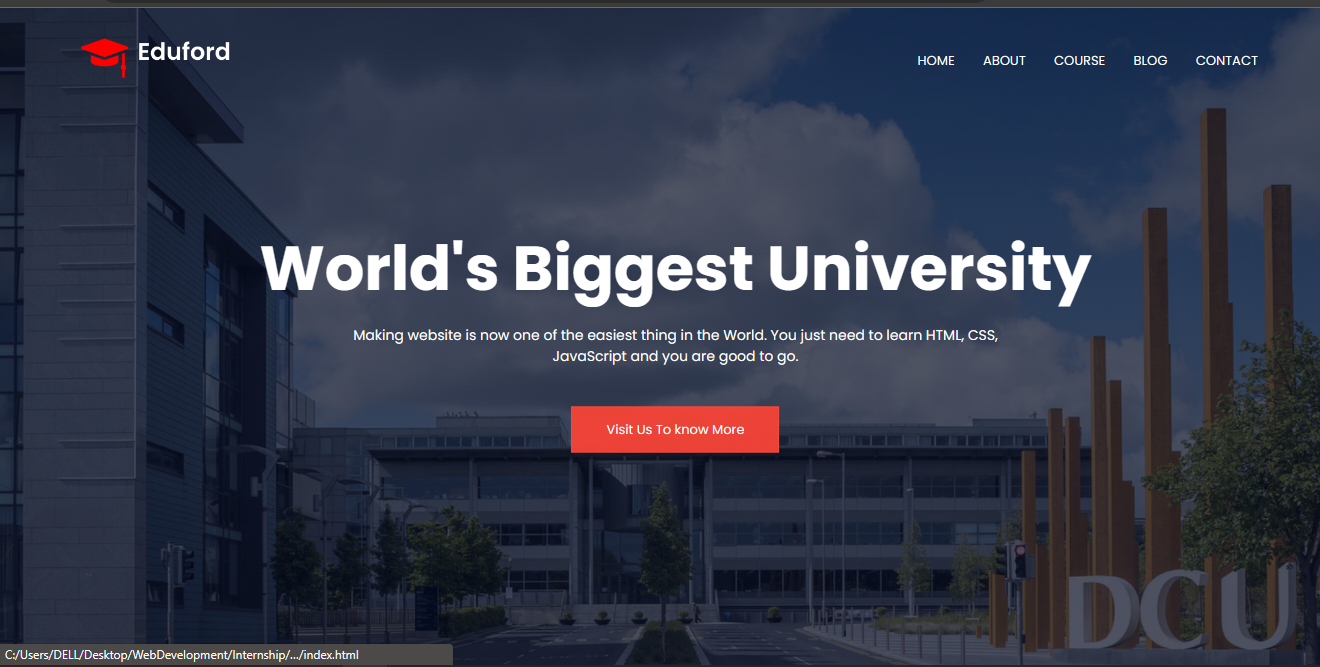 Eduford
HOME ABOUT COURSE BLOG CONTACT
World's Biggest University
Making website is now one of the easiest thing in the World. You just need to learn HTML, CSS,
JavaScript and you are good to go.
Visit Us To know More
DCU
C:/Users/DELL/Desktop/WebDevelopment/Internship/.../index.html